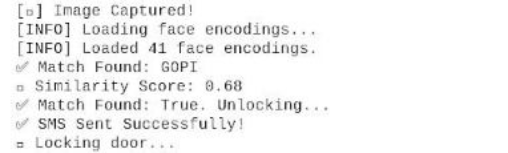 [▫] Image Captured!
[INFO] Loading face encodings...
[INFO] Loaded 41 face encodings.
✅ Match Found: GOPI
▫ Similarity Score: 0.68
✅ Match Found: True. Unlocking...
✅ SMS Sent Successfully!
▫ Locking door...